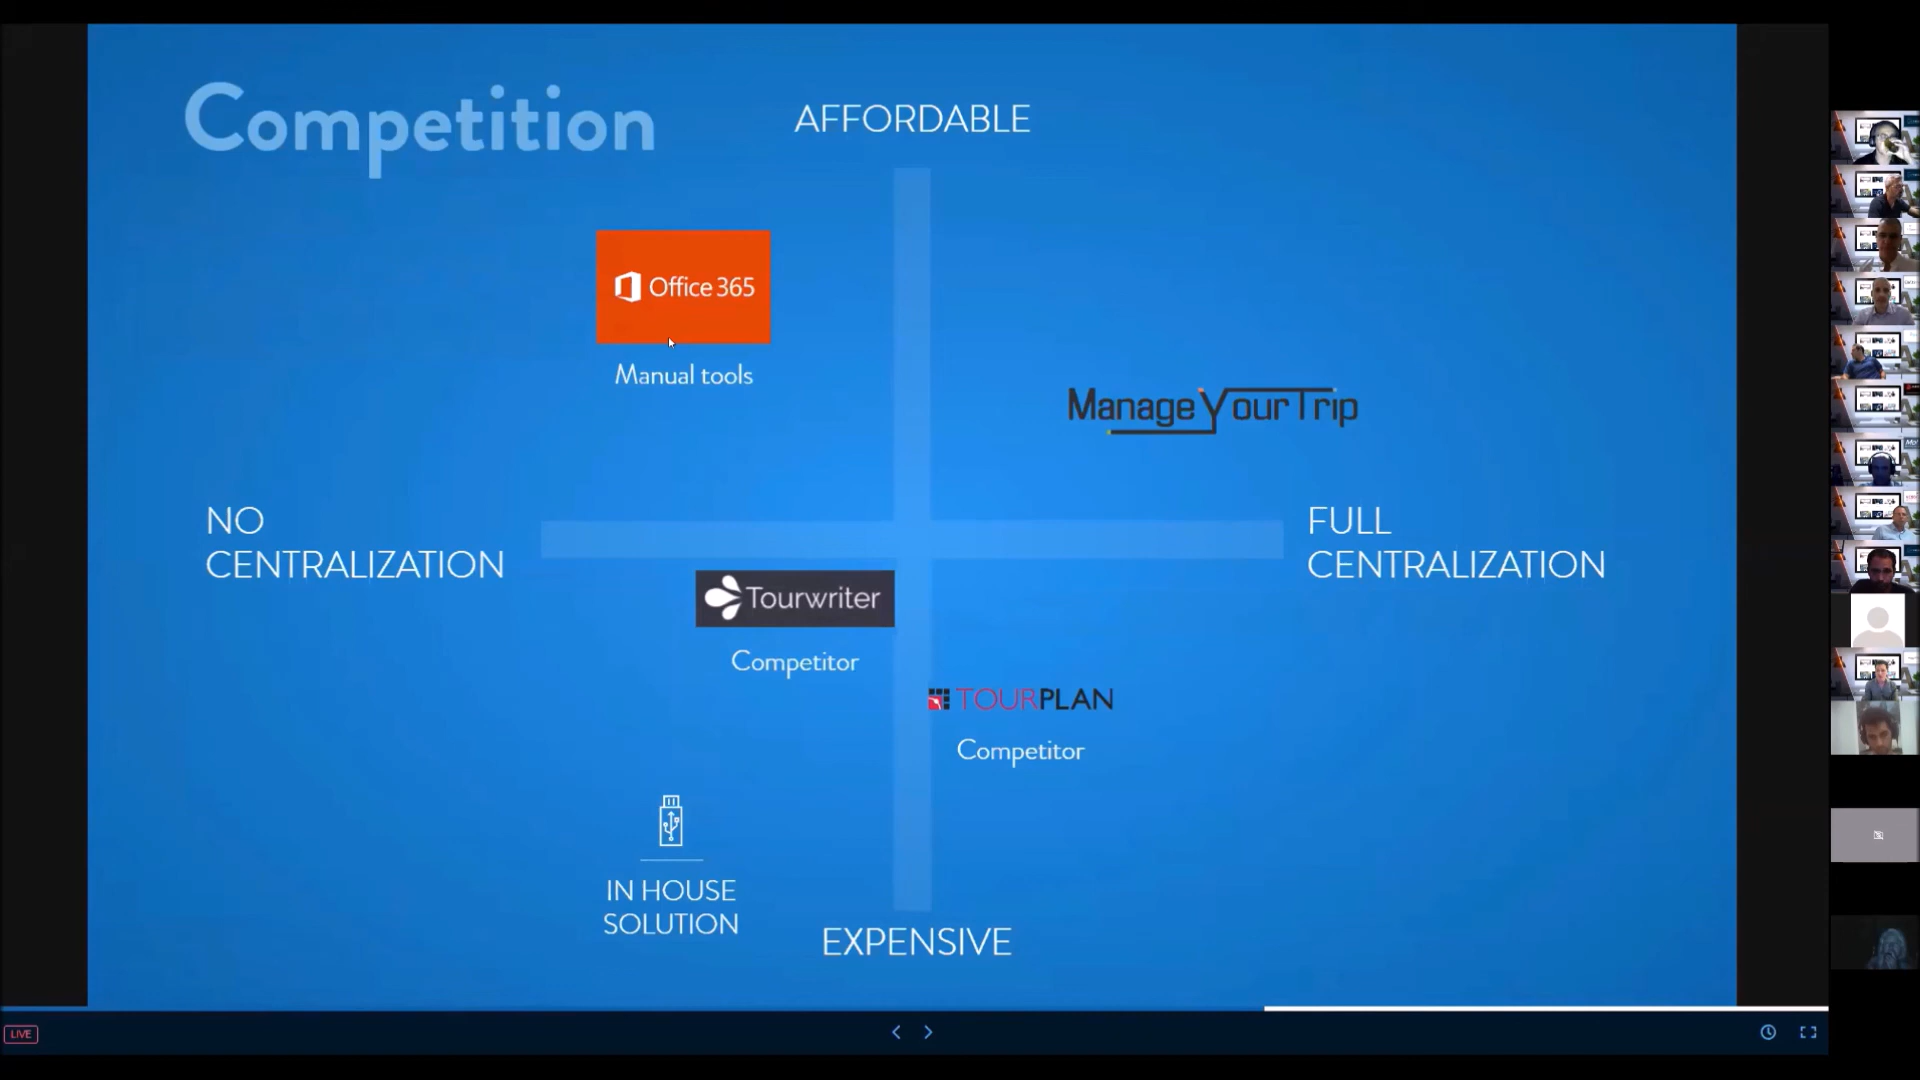 Competition
AFFORDABLE
Office 365
Manual tools
ManageYourTrip
NO
CENTRALIZATION
FULL
CENTRALIZATION
Tourwriter
Competitor
TOURPLAN
Competitor
IN HOUSE
SOLUTION
EXPENSIVE
LIVE